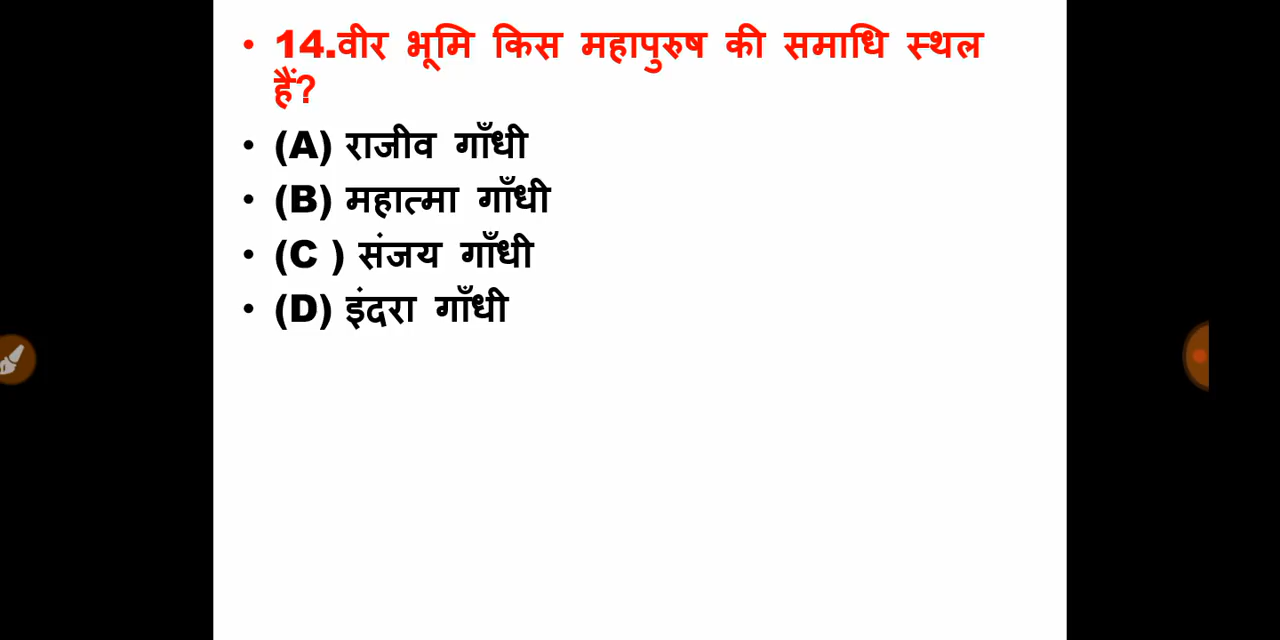 • 14.वीर भूमि किस महापुरुष की समाधि स्थल
हैं?
• (A) राजीव गाँधी
• (B) महात्मा गाँधी
• (C ) संजय गाँधी
• (D) इंदरा गाँधी